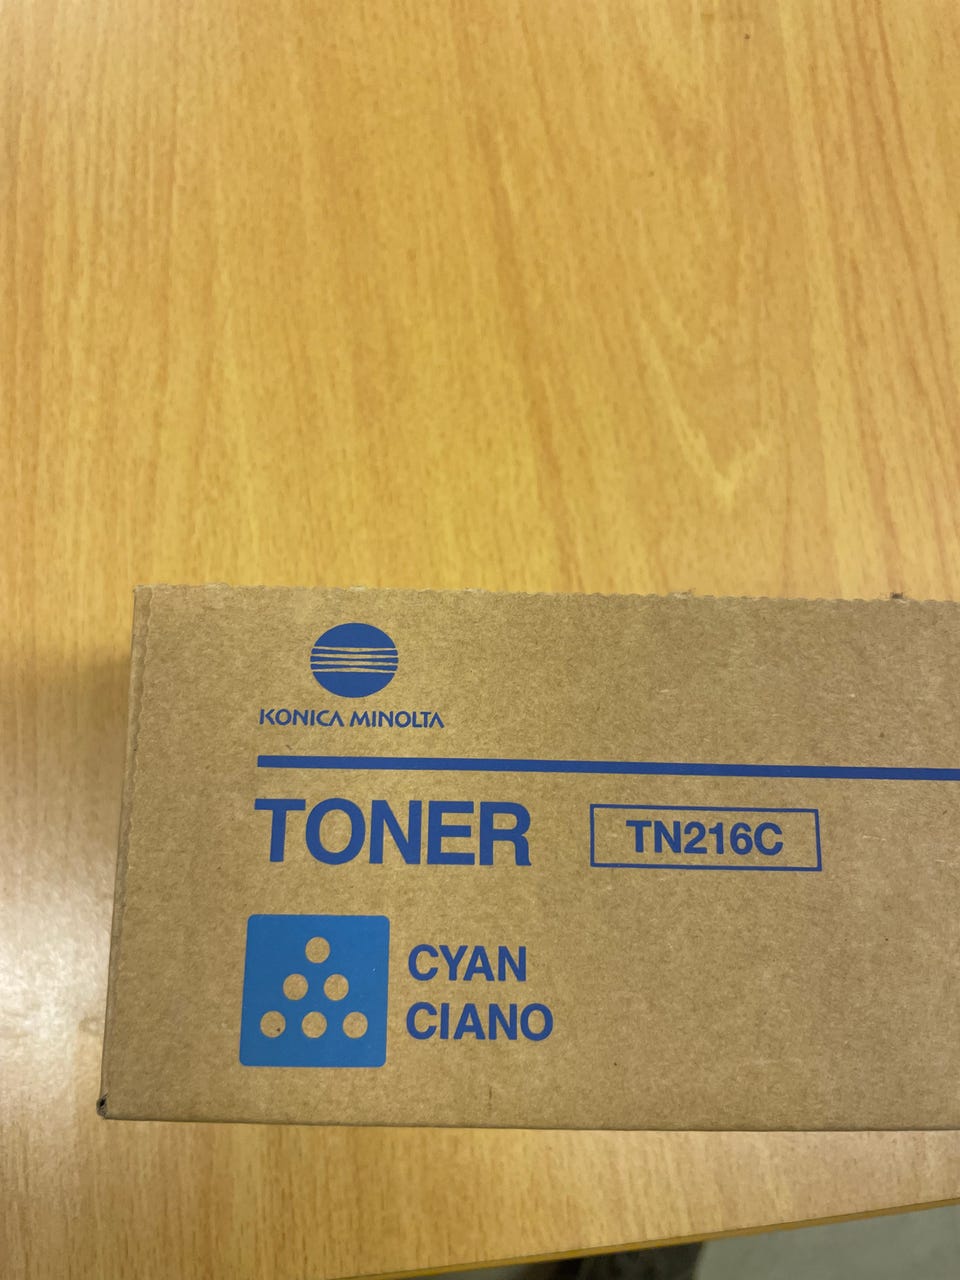 KONICA MINOLTA
TONER TN216C
CYAN
CIANO